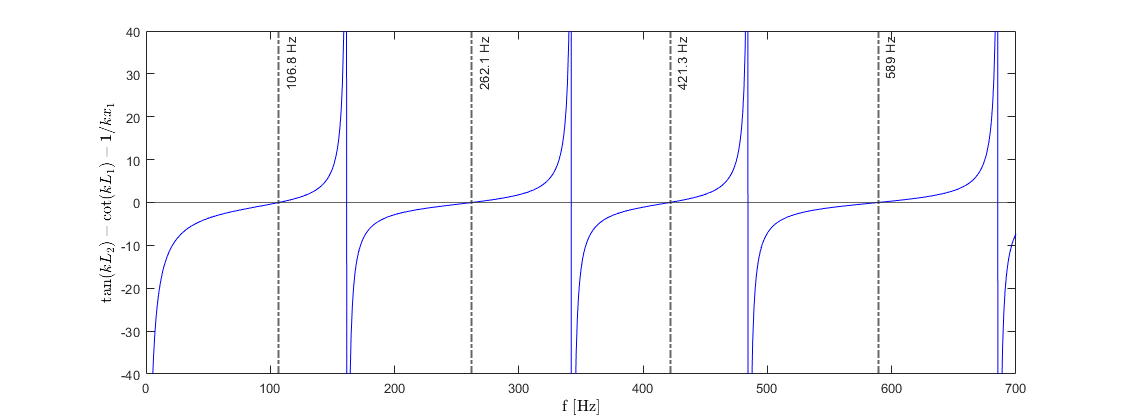 40
30
20
10
0
-10
-20
-30
-40
tan(kL₂) − cot(kL₁) − 1/kx₁
106.8 Hz
262.1 Hz
421.3 Hz
589 Hz
0 100 200 300 400 500 600 700
f [Hz]